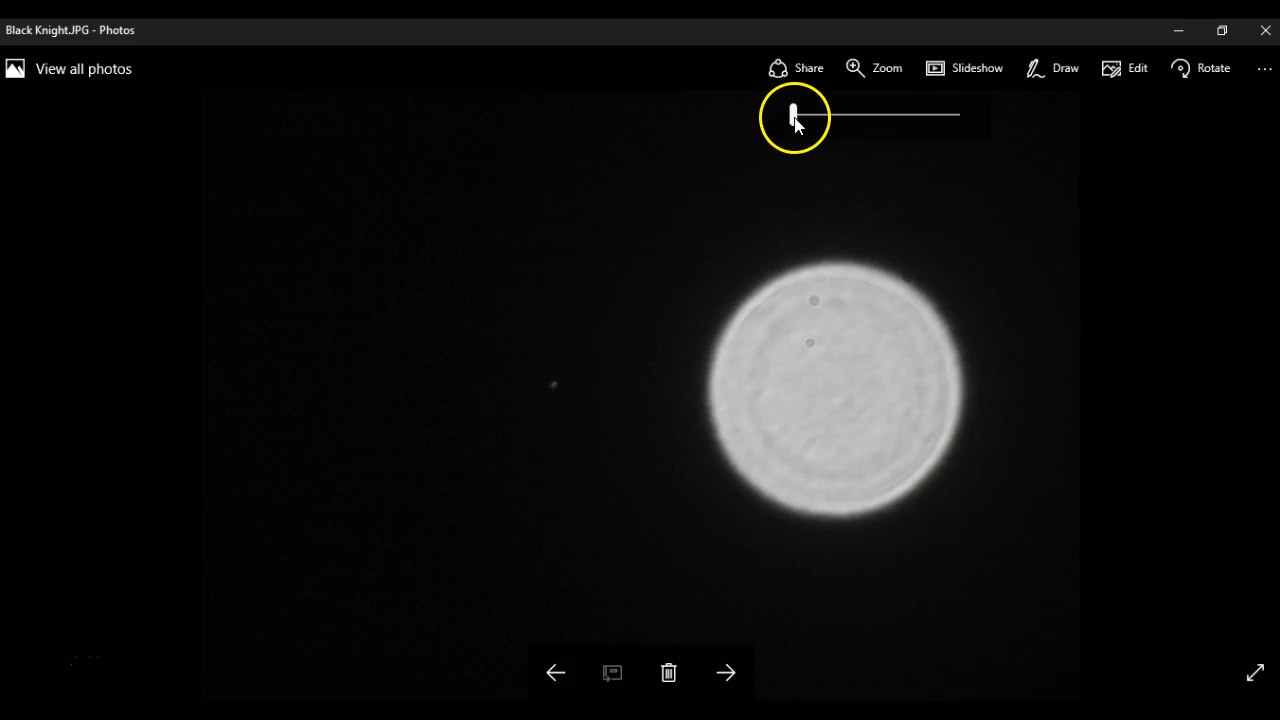 Black Knight.JPG - Photos
View all photos
Share
Zoom
Slideshow
Draw
Edit
Rotate